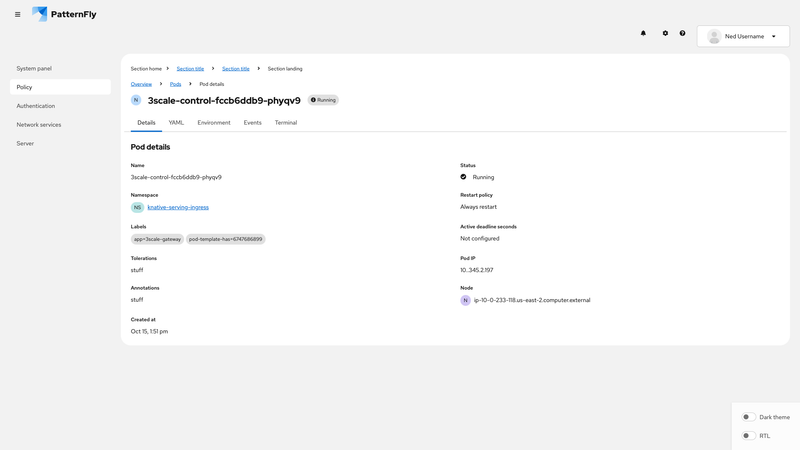 PatternFly
Ned Username
System panel
Policy
Authentication
Network services
Server
Section home Section title Section title Section landing
Overview Pods Pod details
N 3scale-control-fccb6ddb9-phyqv9 Running
Details YAML Environment Events Terminal
Pod details
Name
3scale-control-fccb6ddb9-phyqv9
Namespace
NS knative-serving-ingress
Labels
app=3scale-gateway pod-template-has=6747686899
Tolerations
stuff
Annotations
stuff
Created at
Oct 15, 1:51 pm
Status
Running
Restart policy
Always restart
Active deadline seconds
Not configured
Pod IP
10..345.2.197
Node
N ip-10-0-233-118.us-east-2.computer.external
Dark theme
RTL